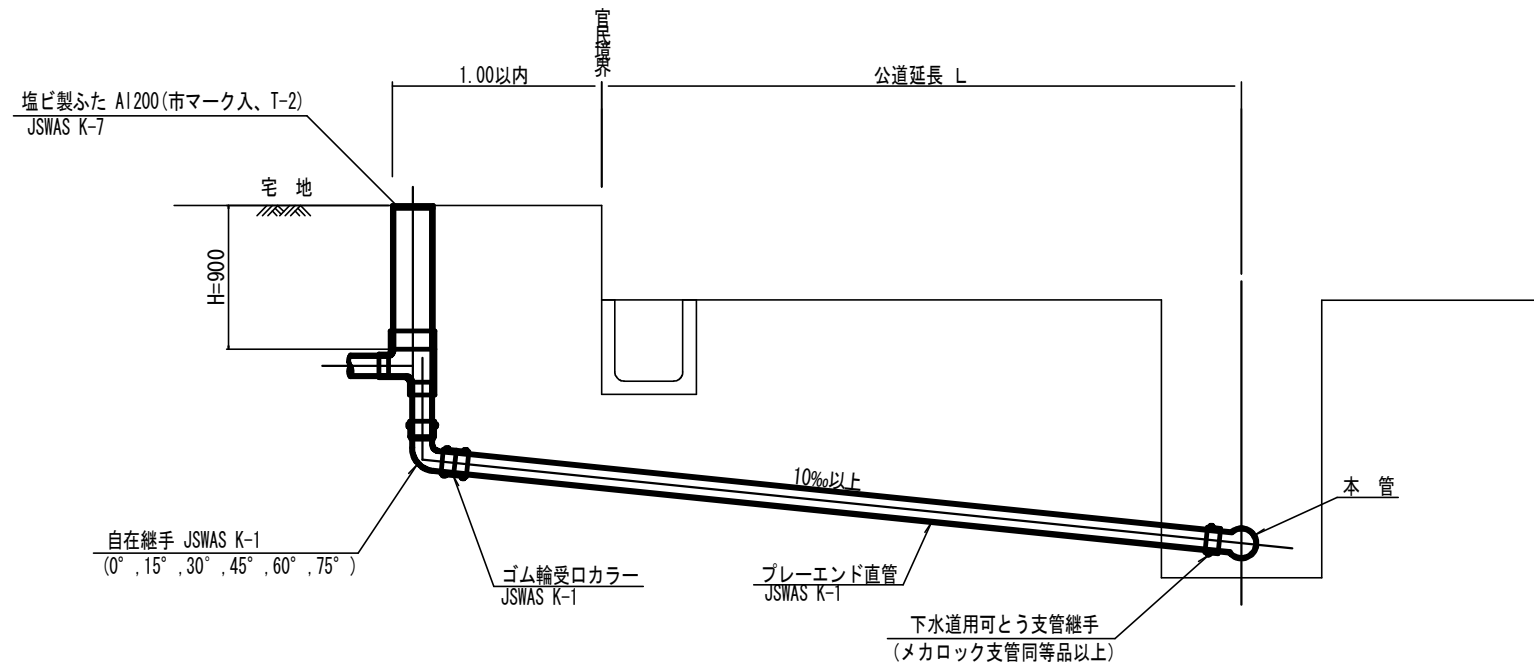 官民境界
1.00以内
公道延長 L
塩ビ製ふた AI200(市マーク入、T-2)
JSWAS K-7
宅 地
H=900
10‰以上
本 管
自在継手 JSWAS K-1
(0° ,15° ,30° ,45° ,60° ,75° )
ゴム輪受口カラー
JSWAS K-1
プレーエンド直管
JSWAS K-1
下水道用可とう支管継手
(メカロック支管同等品以上)